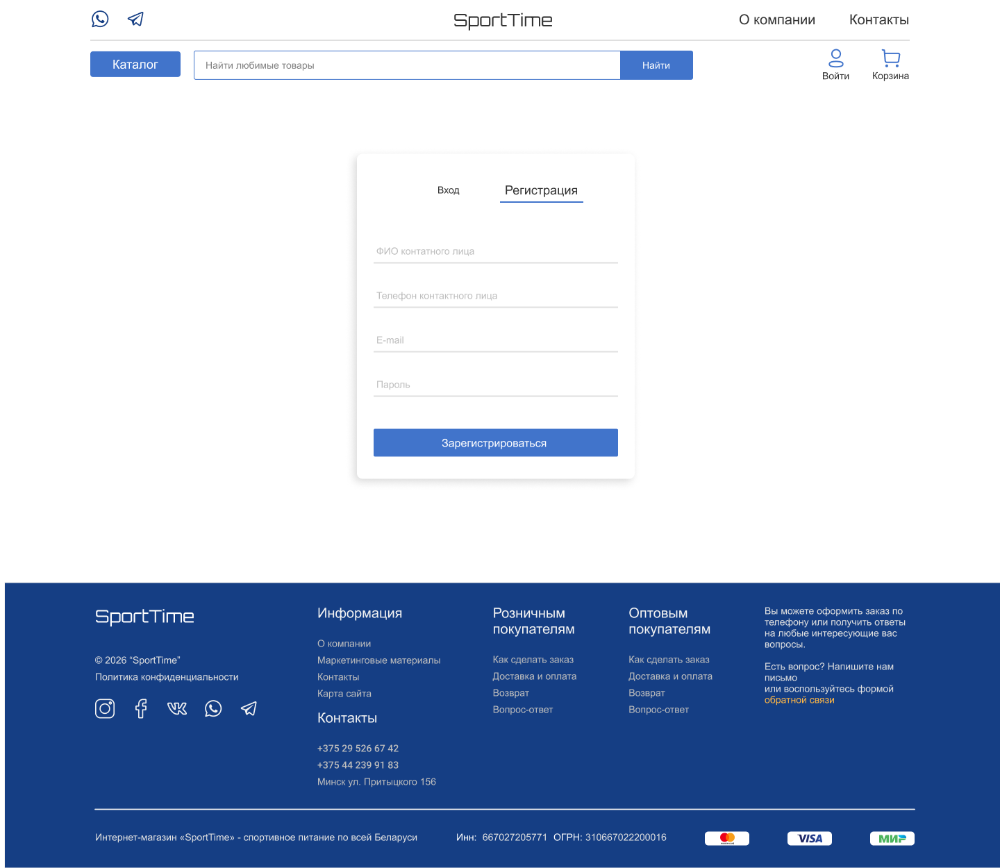 SportTime
О компании
Контакты
Каталог
Найти любимые товары
Найти
Войти
Корзина
Вход
Регистрация
ФИО контатного лица
Телефон контактного лица
E-mail
Пароль
Зарегистрироваться
SportTime
© 2026 “SportTime”
Политика конфиденциальности
Информация
О компании
Маркетинговые материалы
Контакты
Карта сайта
Контакты
+375 29 526 67 42
+375 44 239 91 83
Минск ул. Притыцкого 156
Розничным
покупателям
Как сделать заказ
Доставка и оплата
Возврат
Вопрос-ответ
Оптовым
покупателям
Как сделать заказ
Доставка и оплата
Возврат
Вопрос-ответ
Вы можете оформить заказ по
телефону или получить ответы
на любые интересующие вас
вопросы.
Есть вопрос? Напишите нам
письмо
или воспользуйтесь формой
обратной связи
Интернет-магазин «SportTime» - спортивное питание по всей Беларуси
Инн: 667027205771 ОГРН: 310667022200016
mastercard
VISA
МИР